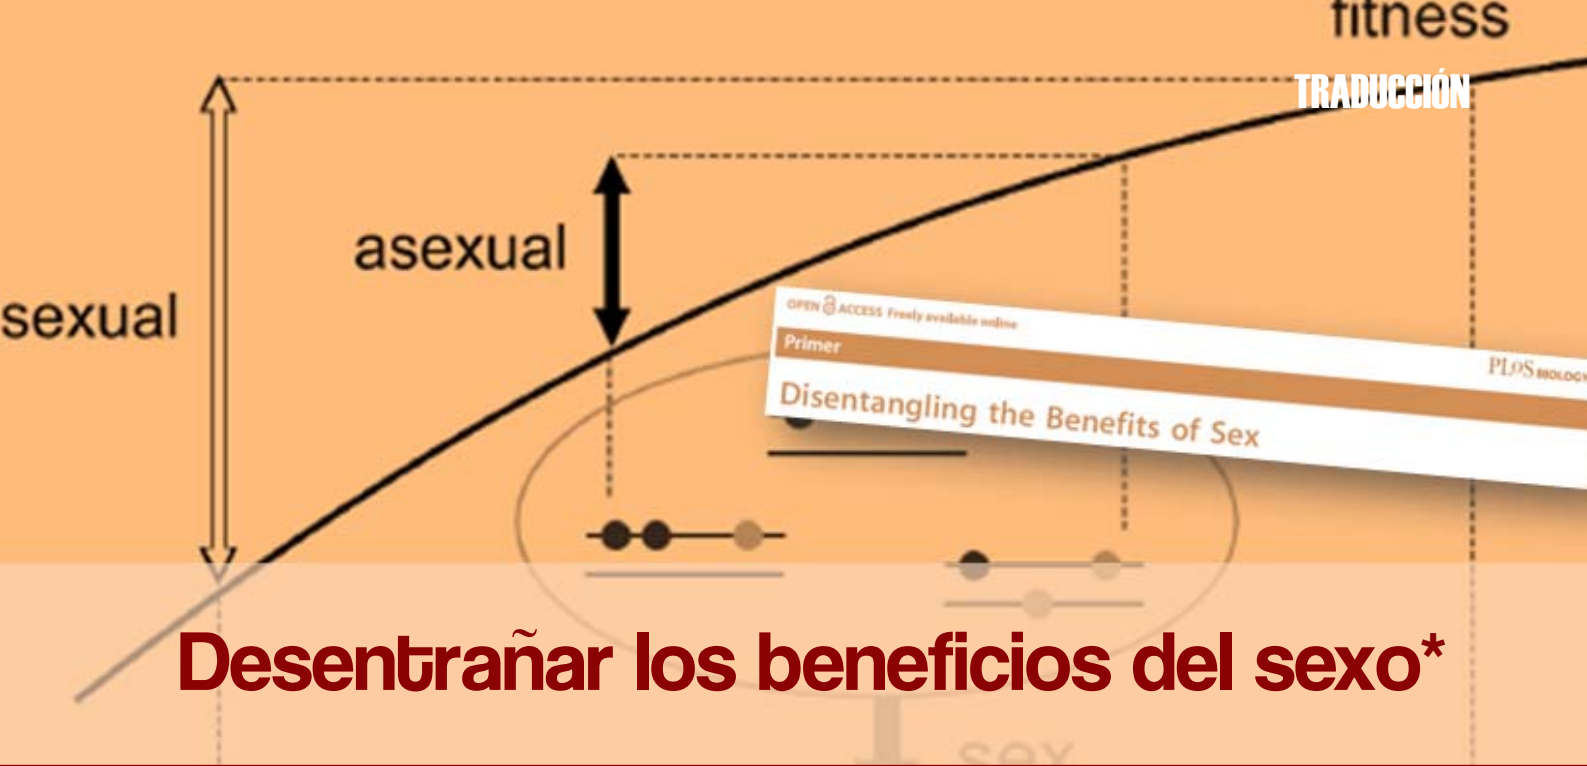 fitness
TRADUCCIÓN
asexual
sexual
OPEN ACCESS Freely available online
Primer
PLoS BIOLOGY
Disentangling the Benefits of Sex
Desentrañar los beneficios del sexo*
sex